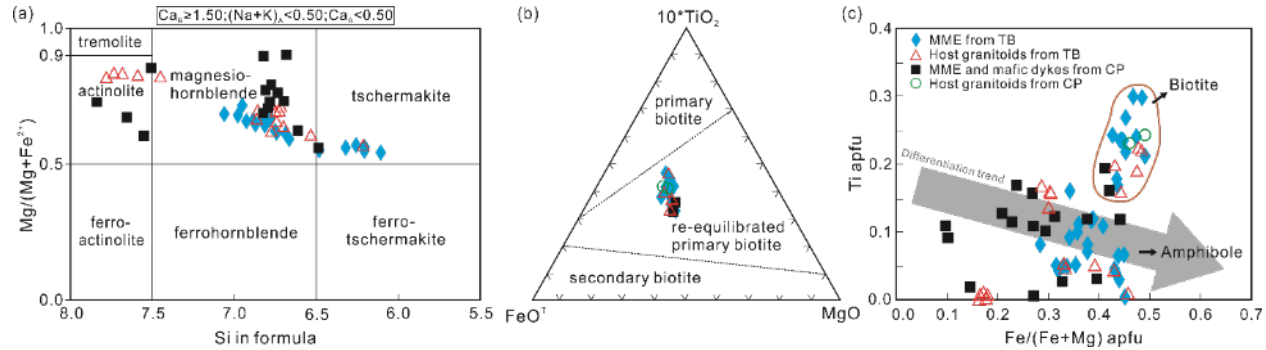 (a)
Ca_B≥1.50;(Na+K)_A<0.50;Ca_A<0.50
Mg/(Mg+Fe²⁺)
1.0
0.9
0.5
0.0
tremolite
actinolite
magnesio-
hornblende
tschermakite
ferro-
actinolite
ferrohornblende
ferro-
tschermakite
8.0 7.5 7.0 6.5 6.0 5.5
Si in formula
(b)
10*TiO₂
primary
biotite
re-equilibrated
primary biotite
secondary biotite
FeOᵀ
MgO
(c)
MME from TB
Host granitoids from TB
MME and mafic dykes from CP
Host granitoids from CP
Ti apfu
0.4
0.3
0.2
0.1
0.0
Biotite
Differentiation trend
Amphibole
0.0 0.1 0.2 0.3 0.4 0.5 0.6 0.7
Fe/(Fe+Mg) apfu